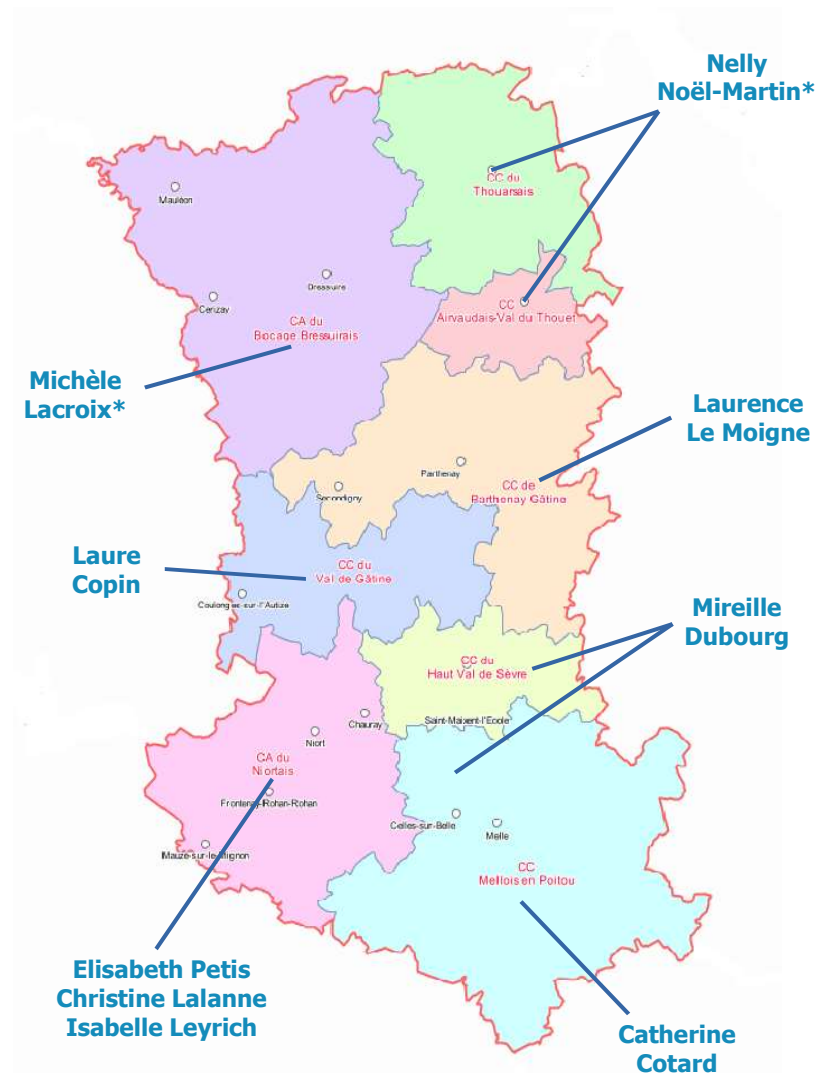 Nelly
Noël-Martin*
CC du
Thouarsais
Mauléon
Bressuire
Cerizay
CC
Airvaudais-Val du Thouet
CA du
Bocage Bressuirais
Michèle
Lacroix*
Laurence
Le Moigne
Parthenay
Secondigny
CC de
Parthenay Gâtine
Laure
Copin
CC du
Val de Gâtine
Coulonges-sur-l'Autize
Mireille
Dubourg
CC du
Haut Val de Sèvre
Saint-Maixent-l'Ecole
Chauray
Niort
CA du
Niortais
Frontenay-Rohan-Rohan
Celles-sur-Belle
Melle
Mauzé-sur-le-Mignon
CC
Mellois en Poitou
Elisabeth Petis
Christine Lalanne
Isabelle Leyrich
Catherine
Cotard